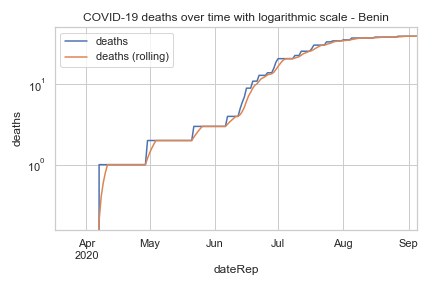 COVID-19 deaths over time with logarithmic scale - Benin
deaths
deaths (rolling)
10¹
10⁰
deaths
Apr
2020
May
Jun
Jul
Aug
Sep
dateRep